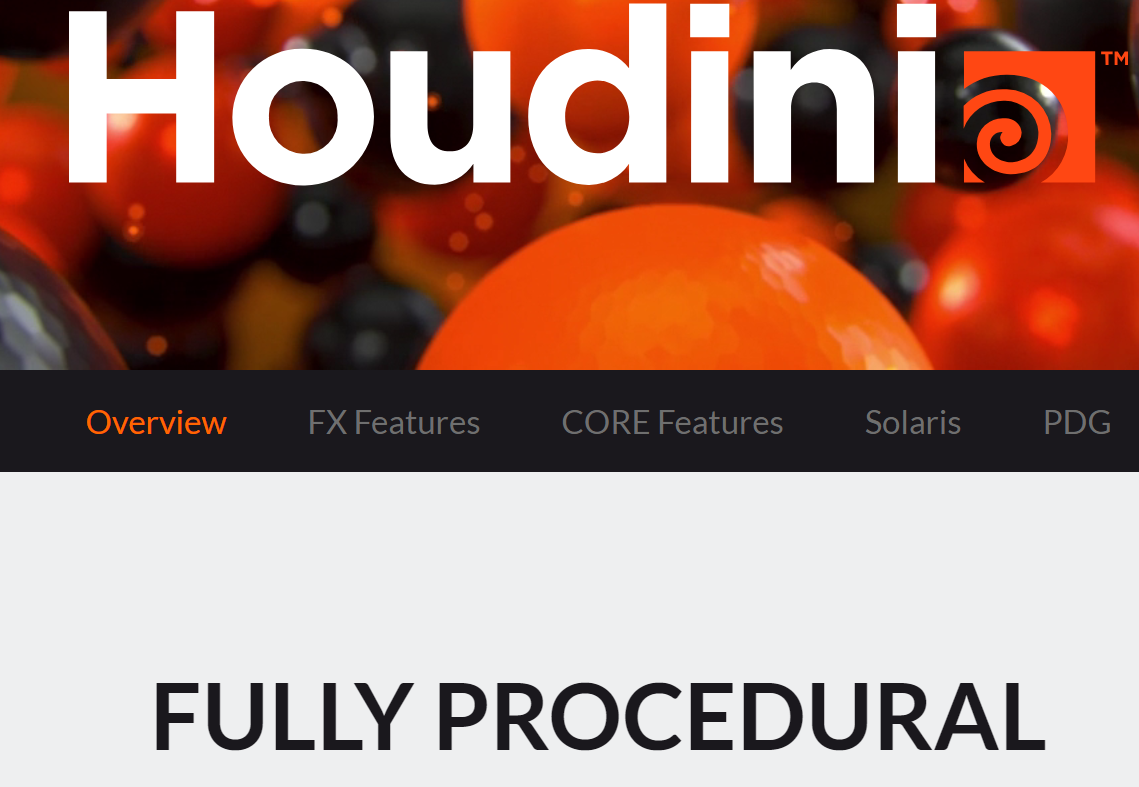 Houdini™
Overview FX Features CORE Features Solaris PDG
FULLY PROCEDURAL